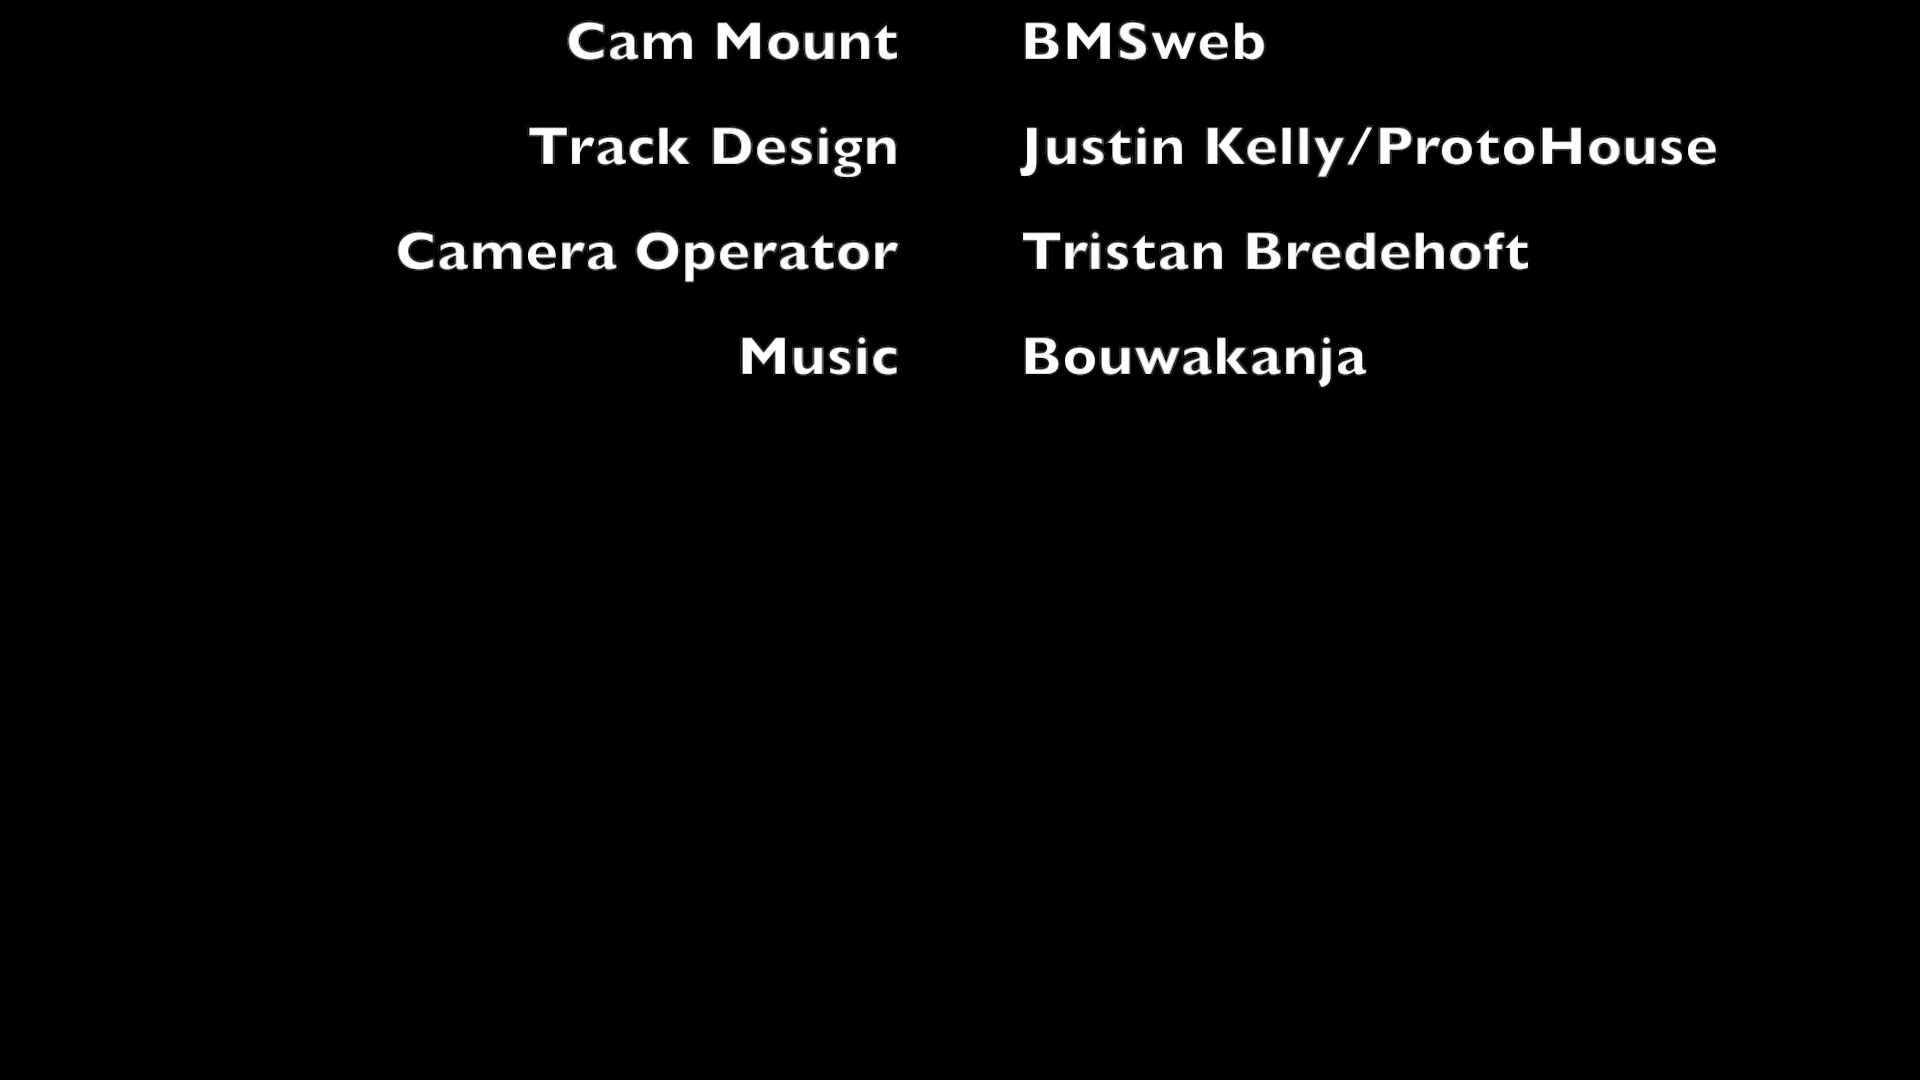 Cam Mount BMSweb
Track Design Justin Kelly/ProtoHouse
Camera Operator Tristan Bredehoft
Music Bouwakanja